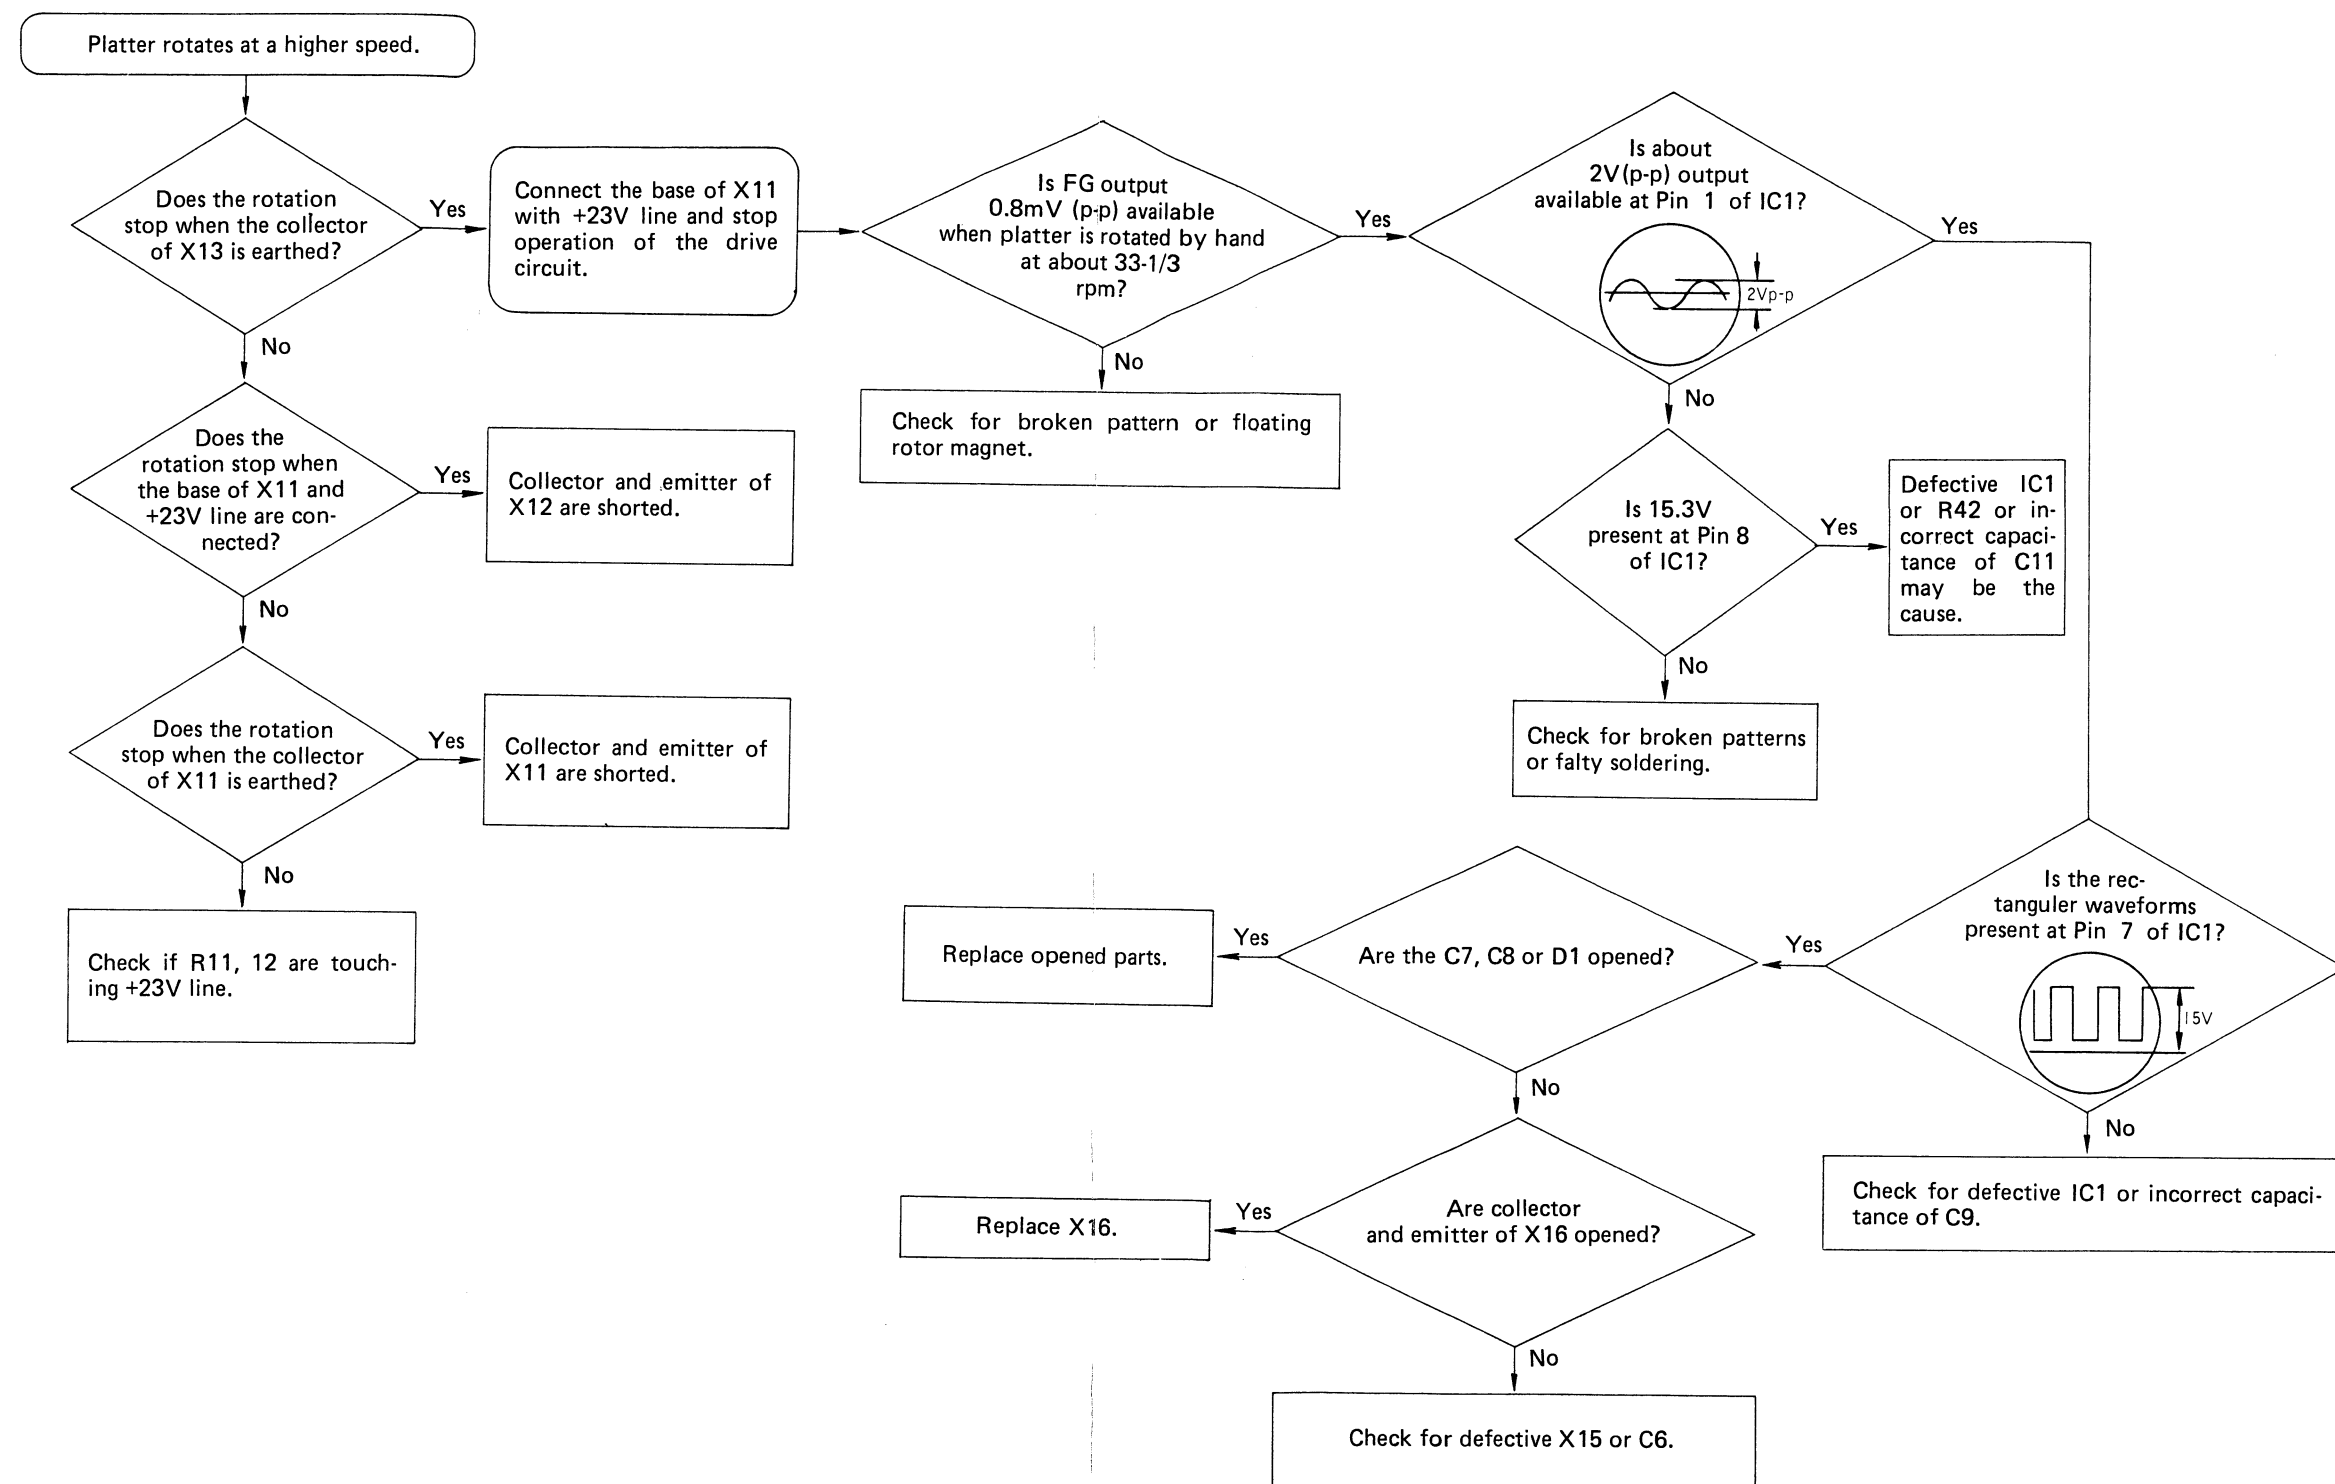 Platter rotates at a higher speed.
Does the rotation
stop when the collector
of X13 is earthed?
Yes
No
Connect the base of X11
with +23V line and stop
operation of the drive
circuit.
Is FG output
0.8mV (p-p) available
when platter is rotated by hand
at about 33-1/3
rpm?
Yes
No
Check for broken pattern or floating
rotor magnet.
Is about
2V(p-p) output
available at Pin 1 of IC1?
2Vp-p
Yes
No
Is 15.3V
present at Pin 8
of IC1?
Yes
No
Defective IC1
or R42 or in-
correct capaci-
tance of C11
may be the
cause.
Check for broken patterns
or falty soldering.
Does the
rotation stop when
the base of X11 and
+23V line are con-
nected?
Yes
No
Collector and emitter of
X12 are shorted.
Does the rotation
stop when the collector
of X11 is earthed?
Yes
No
Collector and emitter of
X11 are shorted.
Check if R11, 12 are touch-
ing +23V line.
Is the rec-
tanguler waveforms
present at Pin 7 of IC1?
15V
Yes
No
Check for defective IC1 or incorrect capaci-
tance of C9.
Are the C7, C8 or D1 opened?
Yes
No
Replace opened parts.
Are collector
and emitter of X16 opened?
Yes
No
Replace X16.
Check for defective X15 or C6.